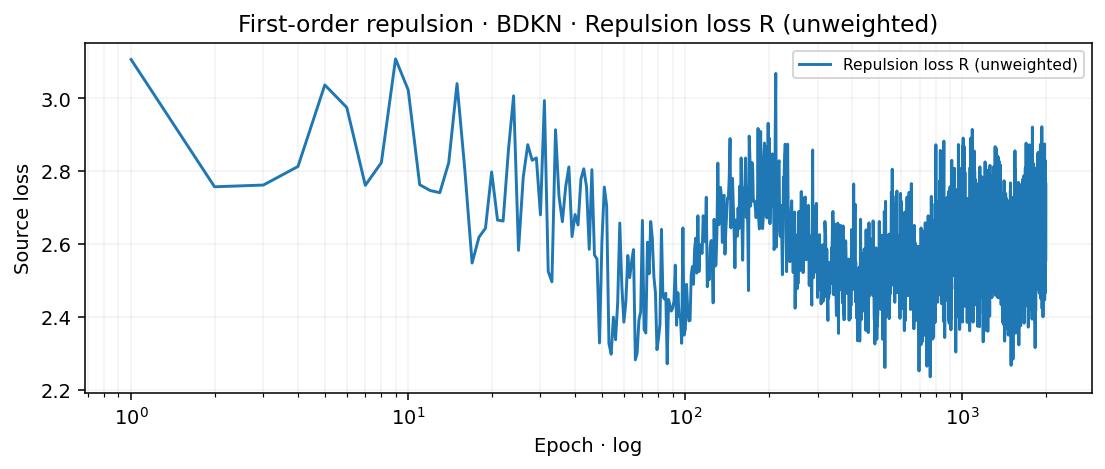 First-order repulsion · BDKN · Repulsion loss R (unweighted)
Repulsion loss R (unweighted)
Source loss
3.0
2.8
2.6
2.4
2.2
10⁰
10¹
10²
10³
Epoch · log